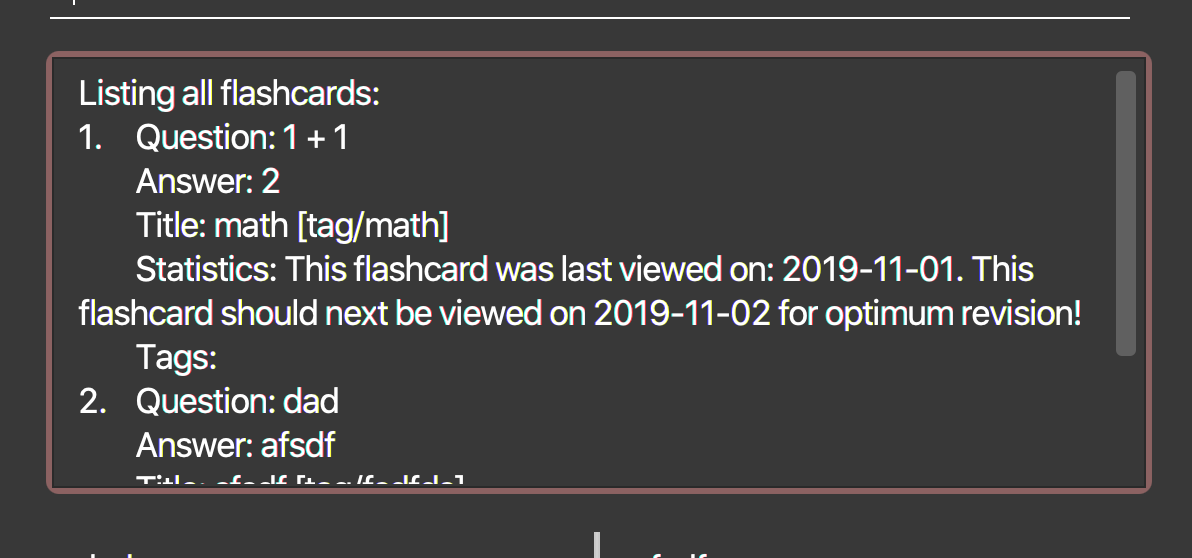 Listing all flashcards:
1. Question: 1 + 1
Answer: 2
Title: math [tag/math]
Statistics: This flashcard was last viewed on: 2019-11-01. This
flashcard should next be viewed on 2019-11-02 for optimum revision!
Tags:
2. Question: dad
Answer: afsdf
Title: afsdf